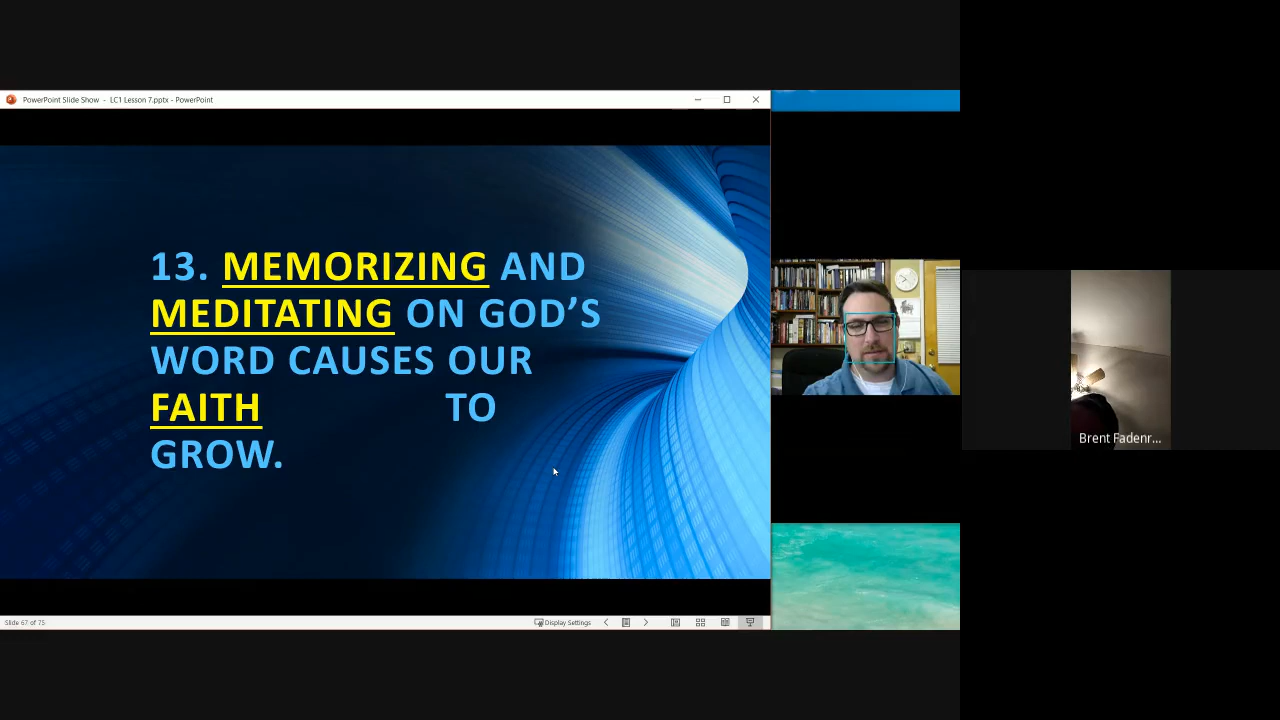 PowerPoint Slide Show - LC1 Lesson 7.pptx - PowerPoint
13. MEMORIZING AND
MEDITATING ON GOD’S
WORD CAUSES OUR
FAITH TO
GROW.
Brent Fadenr...
Slide 67 of 75
Display Settings